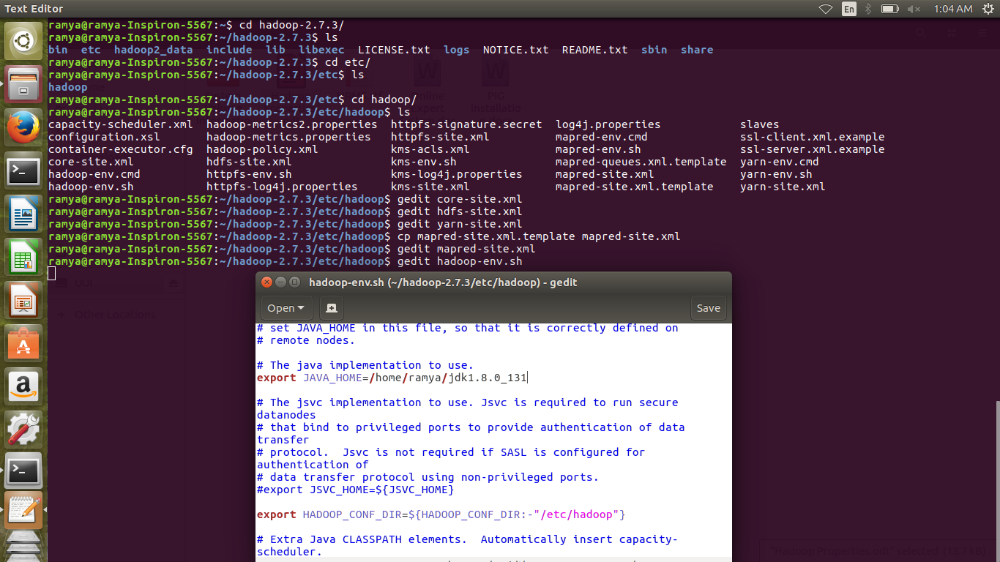 Text Editor
En
1:04 AM
ramya@ramya-Inspiron-5567:~$ cd hadoop-2.7.3/
ramya@ramya-Inspiron-5567:~/hadoop-2.7.3$ ls
bin etc hadoop2_data include lib libexec LICENSE.txt logs NOTICE.txt README.txt sbin share
ramya@ramya-Inspiron-5567:~/hadoop-2.7.3$ cd etc/
ramya@ramya-Inspiron-5567:~/hadoop-2.7.3/etc$ ls
hadoop
ramya@ramya-Inspiron-5567:~/hadoop-2.7.3/etc$ cd hadoop/
ramya@ramya-Inspiron-5567:~/hadoop-2.7.3/etc/hadoop$ ls
capacity-scheduler.xml hadoop-metrics2.properties httpfs-signature.secret log4j.properties slaves
configuration.xsl hadoop-metrics.properties httpfs-site.xml mapred-env.cmd ssl-client.xml.example
container-executor.cfg hadoop-policy.xml kms-acls.xml mapred-env.sh ssl-server.xml.example
core-site.xml hdfs-site.xml kms-env.sh mapred-queues.xml.template yarn-env.cmd
hadoop-env.cmd httpfs-env.sh kms-log4j.properties mapred-site.xml yarn-env.sh
hadoop-env.sh httpfs-log4j.properties kms-site.xml mapred-site.xml.template yarn-site.xml
ramya@ramya-Inspiron-5567:~/hadoop-2.7.3/etc/hadoop$ gedit core-site.xml
ramya@ramya-Inspiron-5567:~/hadoop-2.7.3/etc/hadoop$ gedit hdfs-site.xml
ramya@ramya-Inspiron-5567:~/hadoop-2.7.3/etc/hadoop$ gedit yarn-site.xml
ramya@ramya-Inspiron-5567:~/hadoop-2.7.3/etc/hadoop$ cp mapred-site.xml.template mapred-site.xml
ramya@ramya-Inspiron-5567:~/hadoop-2.7.3/etc/hadoop$ gedit mapred-site.xml
ramya@ramya-Inspiron-5567:~/hadoop-2.7.3/etc/hadoop$ gedit hadoop-env.sh
Other Locations
hadoop-env.sh (~/hadoop-2.7.3/etc/hadoop) - gedit
Open
Save
# set JAVA_HOME in this file, so that it is correctly defined on
# remote nodes.
# The java implementation to use.
export JAVA_HOME=/home/ramya/jdk1.8.0_131
# The jsvc implementation to use. Jsvc is required to run secure
datanodes
# that bind to privileged ports to provide authentication of data
transfer
# protocol.  Jsvc is not required if SASL is configured for
authentication of
# data transfer protocol using non-privileged ports.
#export JSVC_HOME=${JSVC_HOME}
export HADOOP_CONF_DIR=${HADOOP_CONF_DIR:-"/etc/hadoop"}
# Extra Java CLASSPATH elements.  Automatically insert capacity-
scheduler.